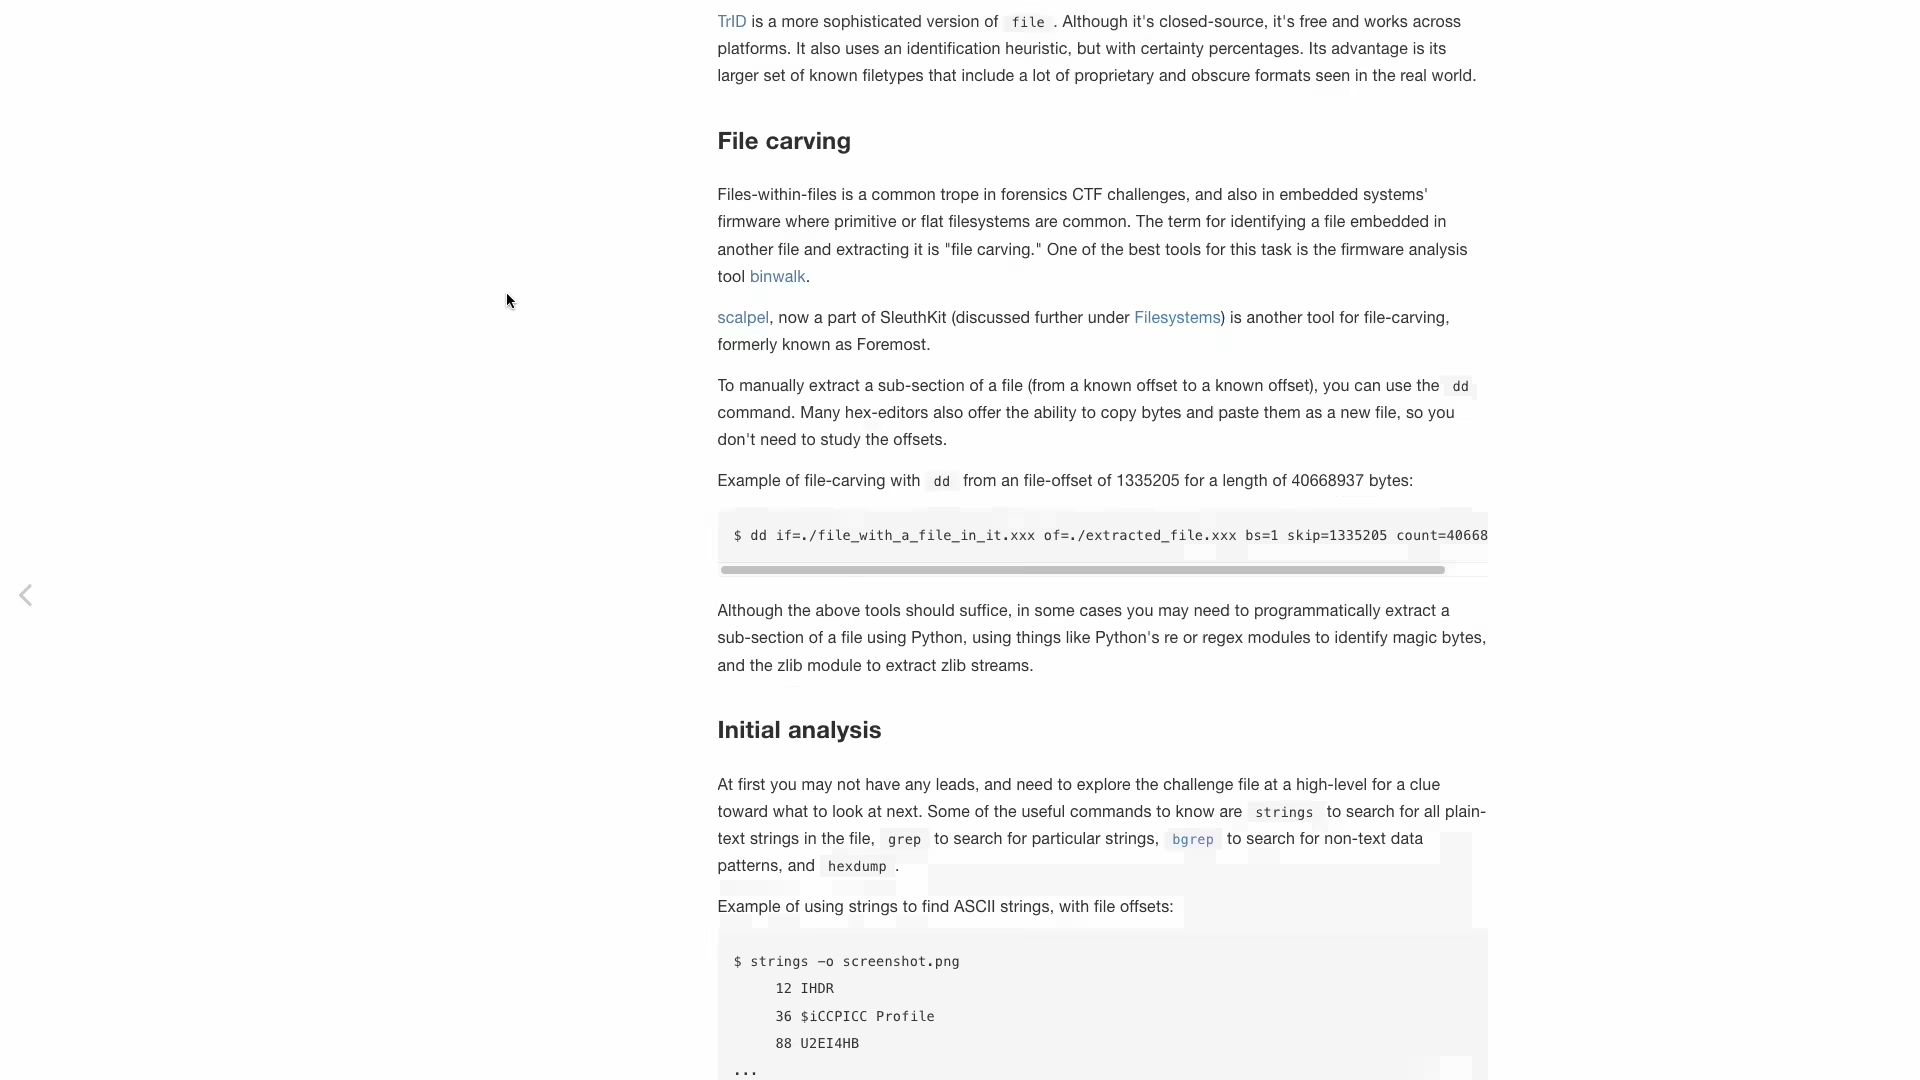 TrID is a more sophisticated version of file . Although it's closed-source, it's free and works across
platforms. It also uses an identification heuristic, but with certainty percentages. Its advantage is its
larger set of known filetypes that include a lot of proprietary and obscure formats seen in the real world.
File carving
Files-within-files is a common trope in forensics CTF challenges, and also in embedded systems'
firmware where primitive or flat filesystems are common. The term for identifying a file embedded in
another file and extracting it is "file carving." One of the best tools for this task is the firmware analysis
tool binwalk.
scalpel, now a part of SleuthKit (discussed further under Filesystems) is another tool for file-carving,
formerly known as Foremost.
To manually extract a sub-section of a file (from a known offset to a known offset), you can use the dd
command. Many hex-editors also offer the ability to copy bytes and paste them as a new file, so you
don't need to study the offsets.
Example of file-carving with dd from an file-offset of 1335205 for a length of 40668937 bytes:
$ dd if=./file_with_a_file_in_it.xxx of=./extracted_file.xxx bs=1 skip=1335205 count=40668
Although the above tools should suffice, in some cases you may need to programmatically extract a
sub-section of a file using Python, using things like Python's re or regex modules to identify magic bytes,
and the zlib module to extract zlib streams.
Initial analysis
At first you may not have any leads, and need to explore the challenge file at a high-level for a clue
toward what to look at next. Some of the useful commands to know are strings to search for all plain-
text strings in the file, grep to search for particular strings, bgrep to search for non-text data
patterns, and hexdump .
Example of using strings to find ASCII strings, with file offsets:
$ strings -o screenshot.png
12 IHDR
36 $iCCPICC Profile
88 U2EI4HB
...